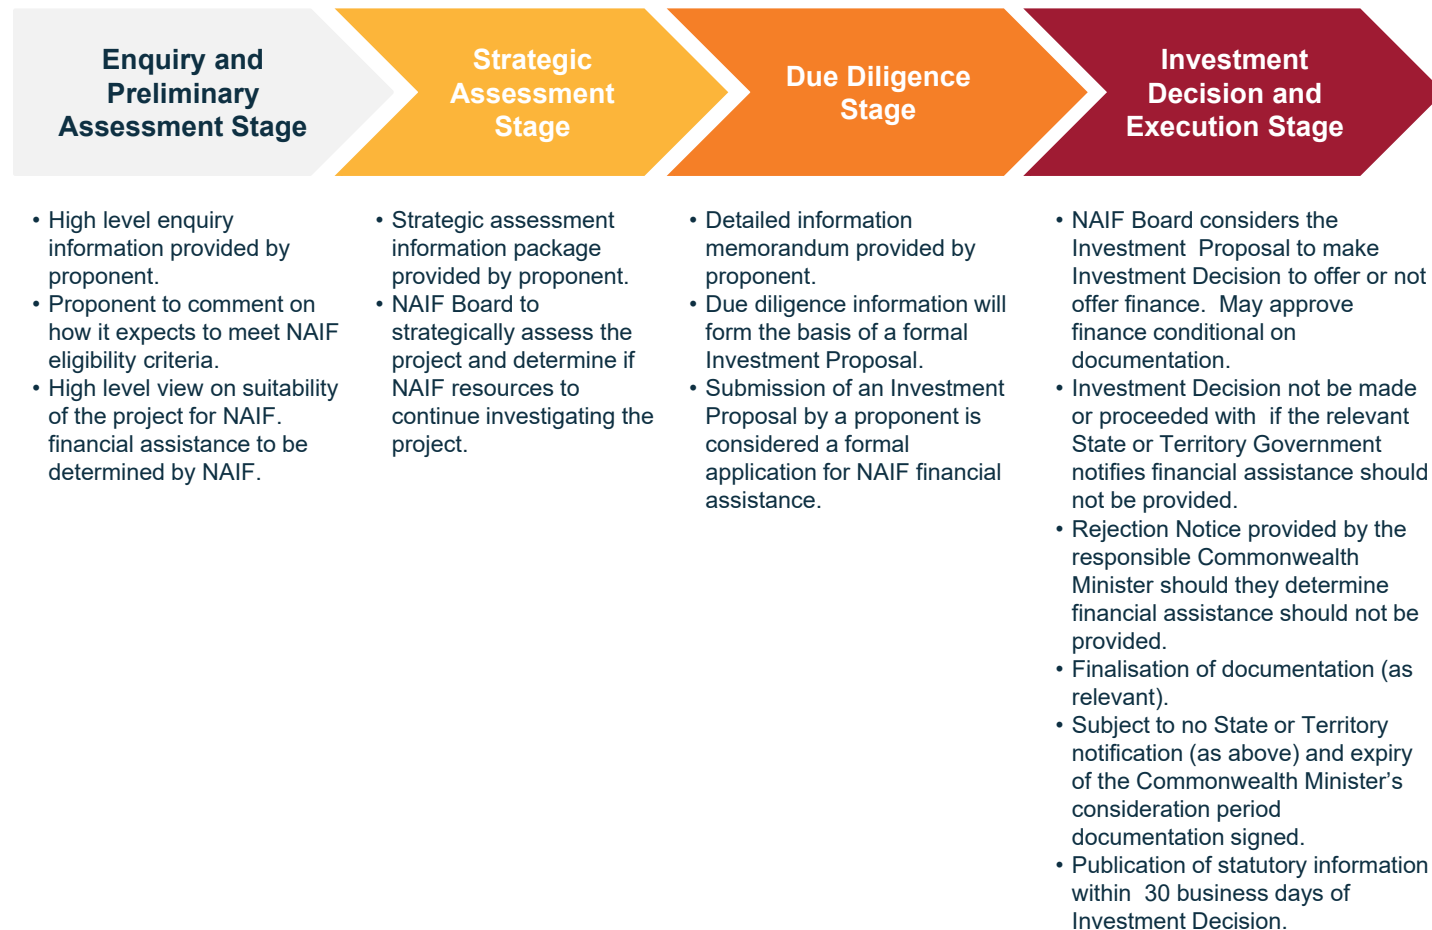 Enquiry and
Preliminary
Assessment Stage
Strategic
Assessment
Stage
Due Diligence
Stage
Investment
Decision and
Execution Stage
• High level enquiry
information provided by
proponent.
• Proponent to comment on
how it expects to meet NAIF
eligibility criteria.
• High level view on suitability
of the project for NAIF.
financial assistance to be
determined by NAIF.
• Strategic assessment
information package
provided by proponent.
• NAIF Board to
strategically assess the
project and determine if
NAIF resources to
continue investigating the
project.
• Detailed information
memorandum provided by
proponent.
• Due diligence information will
form the basis of a formal
Investment Proposal.
• Submission of an Investment
Proposal by a proponent is
considered a formal
application for NAIF financial
assistance.
• NAIF Board considers the
Investment  Proposal to make
Investment Decision to offer or not
offer finance.  May approve
finance conditional on
documentation.
• Investment Decision not be made
or proceeded with  if the relevant
State or Territory Government
notifies financial assistance should
not be provided.
• Rejection Notice provided by the
responsible Commonwealth
Minister should they determine
financial assistance should not be
provided.
• Finalisation of documentation (as
relevant).
• Subject to no State or Territory
notification (as above) and expiry
of the Commonwealth Minister’s
consideration period
documentation signed.
• Publication of statutory information
within  30 business days of
Investment Decision.